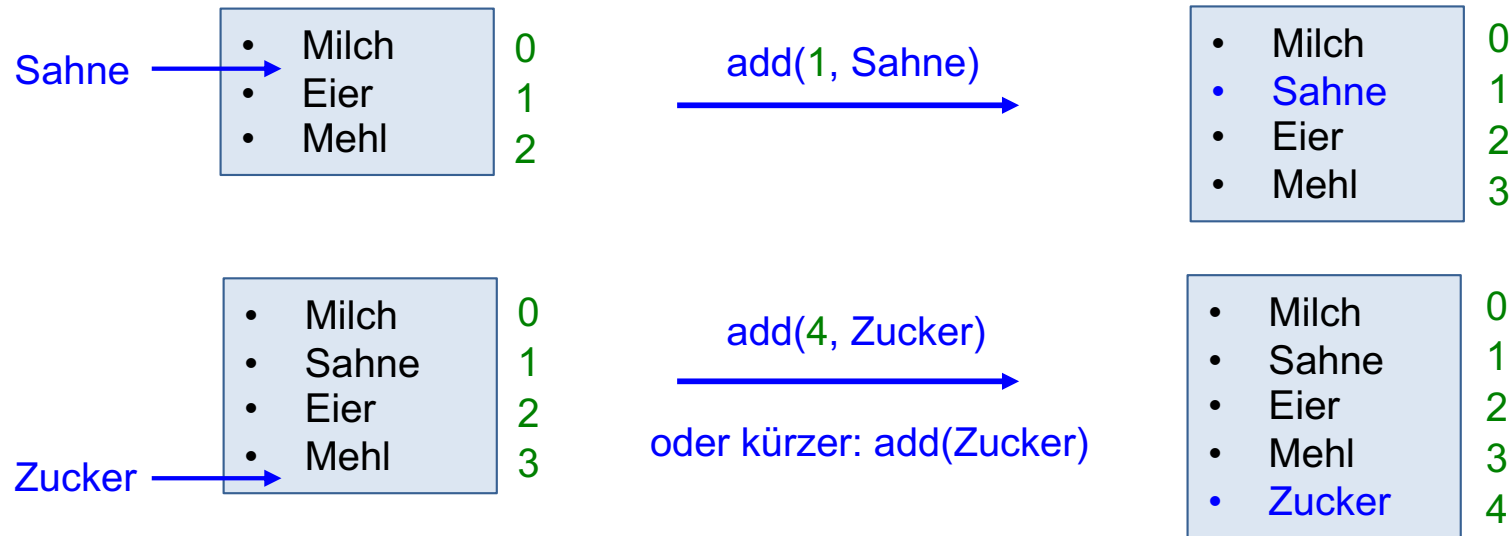 Sahne
• Milch 0
• Eier 1
• Mehl 2
add(1, Sahne)
• Milch 0
• Sahne 1
• Eier 2
• Mehl 3
Zucker
• Milch 0
• Sahne 1
• Eier 2
• Mehl 3
add(4, Zucker)
oder kürzer: add(Zucker)
• Milch 0
• Sahne 1
• Eier 2
• Mehl 3
• Zucker 4